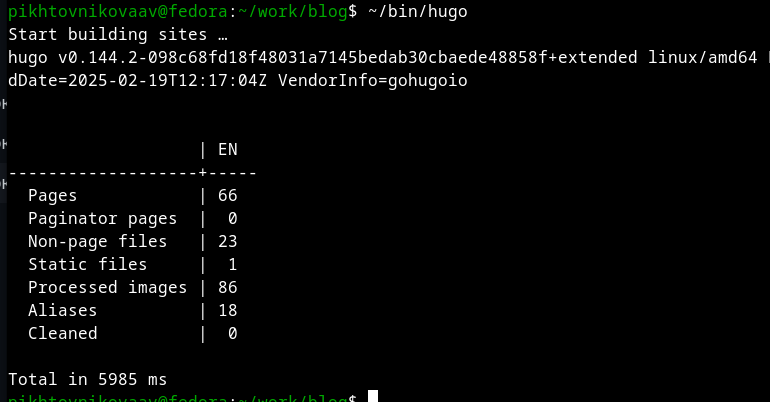 pikhtovnikovaav@fedora:~/work/blog$ ~/bin/hugo
Start building sites …
hugo v0.144.2-098c68fd18f48031a7145bedab30cbaede48858f+extended linux/amd64
dDate=2025-02-19T12:17:04Z VendorInfo=gohugoio
| EN
-------------------+-----
Pages | 66
Paginator pages | 0
Non-page files | 23
Static files | 1
Processed images | 86
Aliases | 18
Cleaned | 0
Total in 5985 ms
pikhtovnikovaav@fedora:~/work/blog$